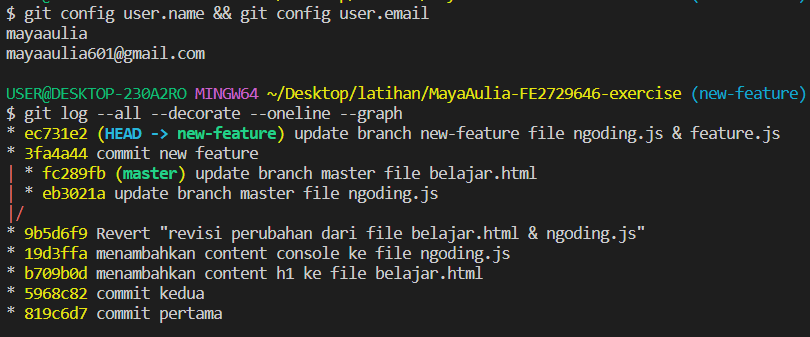 $ git config user.name && git config user.email
mayaaulia
mayaaulia601@gmail.com
USER@DESKTOP-230A2RO MINGW64 ~/Desktop/latihan/MayaAulia-FE2729646-exercise (new-feature)
$ git log --all --decorate --oneline --graph
* ec731e2 (HEAD -> new-feature) update branch new-feature file ngoding.js & feature.js
* 3fa4a44 commit new feature
| * fc289fb (master) update branch master file belajar.html
| * eb3021a update branch master file ngoding.js
|/
* 9b5d6f9 Revert "revisi perubahan dari file belajar.html & ngoding.js"
* 19d3ffa menambahkan content console ke file ngoding.js
* b709b0d menambahkan content h1 ke file belajar.html
* 5968c82 commit kedua
* 819c6d7 commit pertama